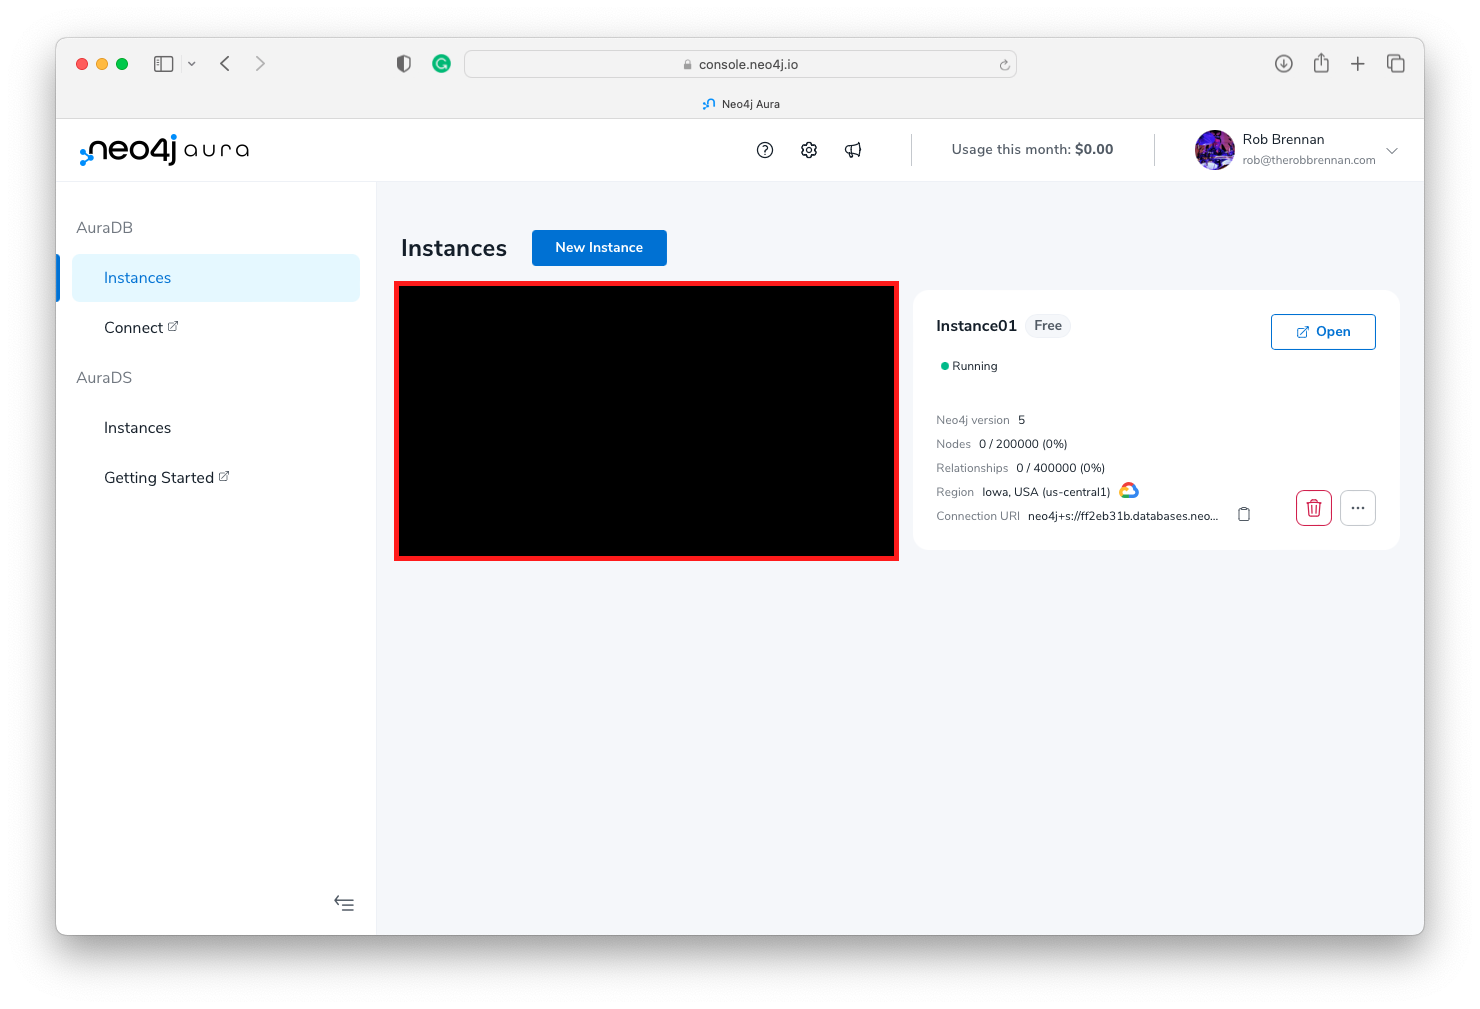 console.neo4j.io
Neo4j Aura
neo4j aura
Usage this month: $0.00
Rob Brennan
rob@therobbrennan.com
AuraDB
Instances
Connect
AuraDS
Instances
Getting Started
Instances
New Instance
Instance01 Free
Open
Running
Neo4j version 5
Nodes 0 / 200000 (0%)
Relationships 0 / 400000 (0%)
Region Iowa, USA (us-central1)
Connection URI neo4j+s://ff2eb31b.databases.neo...